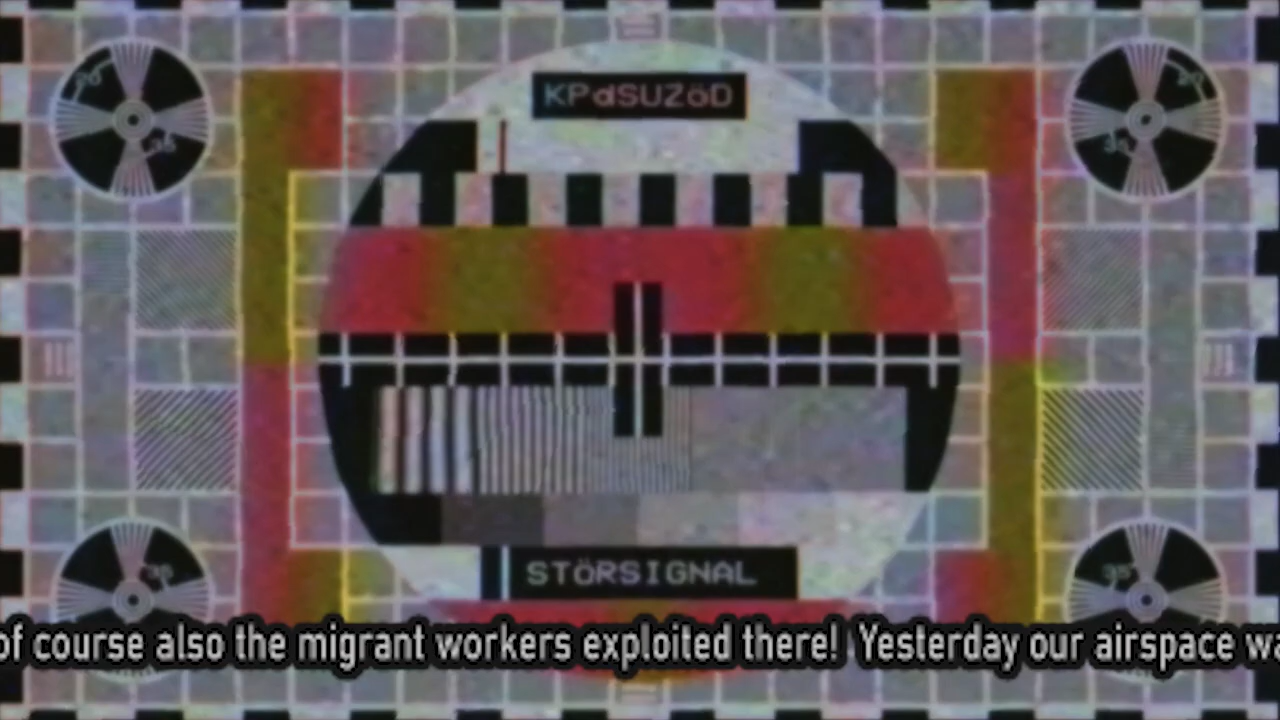 KPdSUZöD
STÖRSIGNAL
of course also the migrant workers exploited there! Yesterday our airspace wa